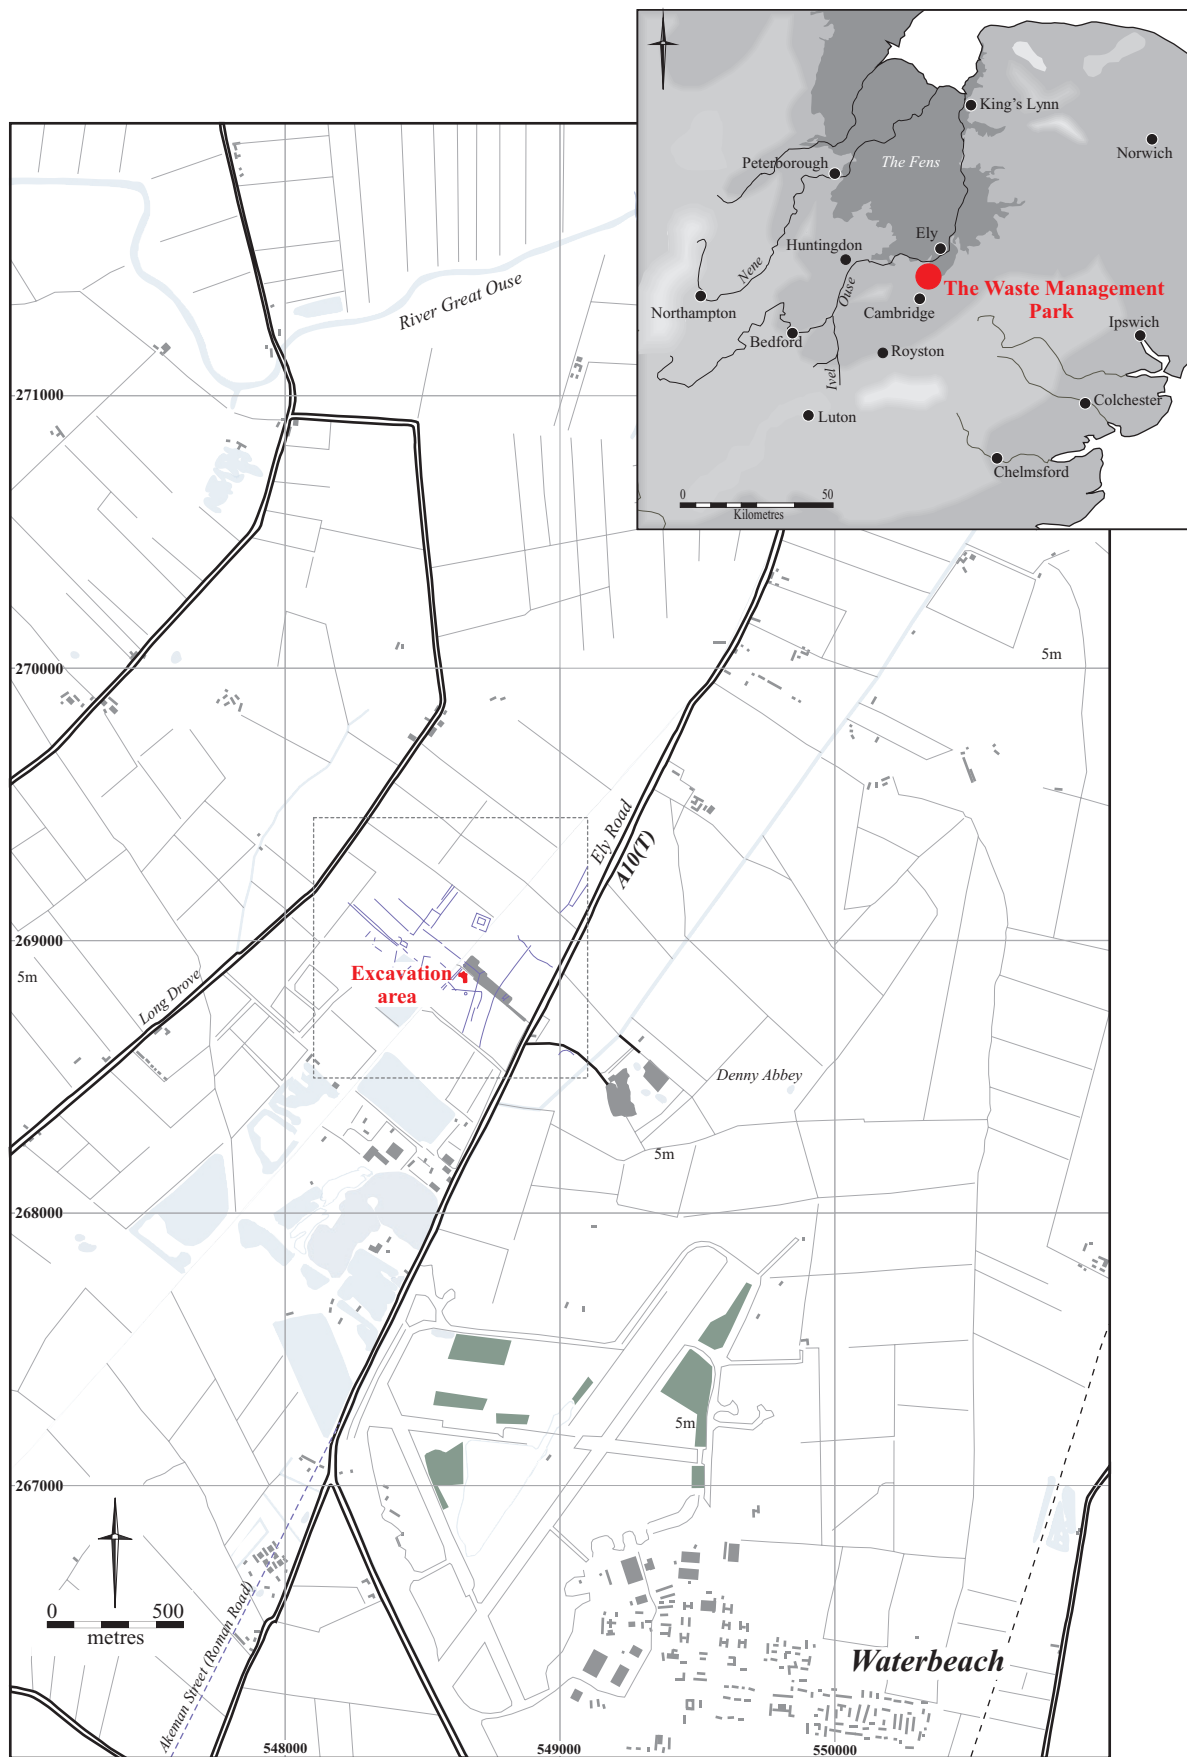 King's Lynn
Norwich
Peterborough
The Fens
Ely
Huntingdon
Nene
Ouse
The Waste Management
Park
Northampton
Cambridge
Ipswich
Bedford
Royston
Ivel
Colchester
Luton
Chelmsford
0 50
Kilometres
River Great Ouse
271000
270000
5m
Ely Road
A10(T)
269000
5m
Excavation
area
Long Drove
Denny Abbey
5m
268000
5m
267000
0 500
metres
Akeman Street (Roman Road)
Waterbeach
548000
549000
550000